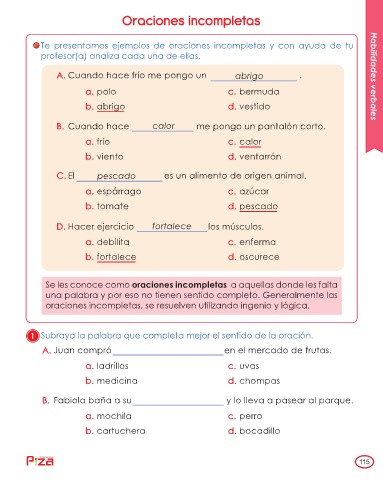 Oraciones incompletas
Te presentamos ejemplos de oraciones incompletas y con ayuda de tu
profesor(a) analiza cada una de ellas.
A. Cuando hace frío me pongo un abrigo .
a. polo c. bermuda
b. abrigo d. vestido
B. Cuando hace calor me pongo un pantalón corto.
a. frío c. calor
b. viento d. ventarrón
C. El pescado es un alimento de origen animal.
a. espárrago c. azúcar
b. tomate d. pescado
D. Hacer ejercicio fortalece los músculos.
a. debilita c. enferma
b. fortalece d. oscurece
Se les conoce como oraciones incompletas a aquellas donde les falta
una palabra y por eso no tienen sentido completo. Generalmente las
oraciones incompletas, se resuelven utilizando ingenio y lógica.
1 Subraya la palabra que completa mejor el sentido de la oración.
A. Juan compró en el mercado de frutas.
a. ladrillos c. uvas
b. medicina d. chompas
B. Fabiola baña a su y lo lleva a pasear al parque.
a. mochila c. perro
b. cartuchera d. bocadillo
Habilidades verbales
Piza
115